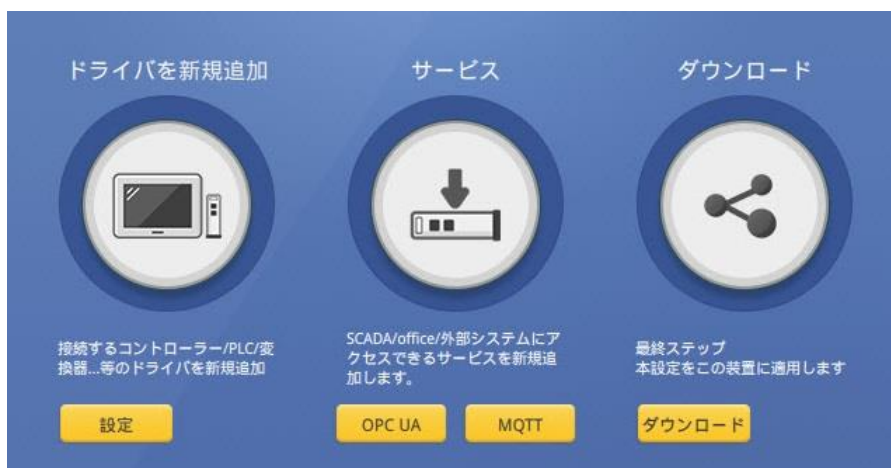 ドライバを新規追加
接続するコントローラー/PLC/変
換器...等のドライバを新規追加
設定
サービス
SCADA/office/外部システムにア
クセスできるサービスを新規追
加します。
OPC UA
MQTT
ダウンロード
最終ステップ
本設定をこの装置に適用します
ダウンロード